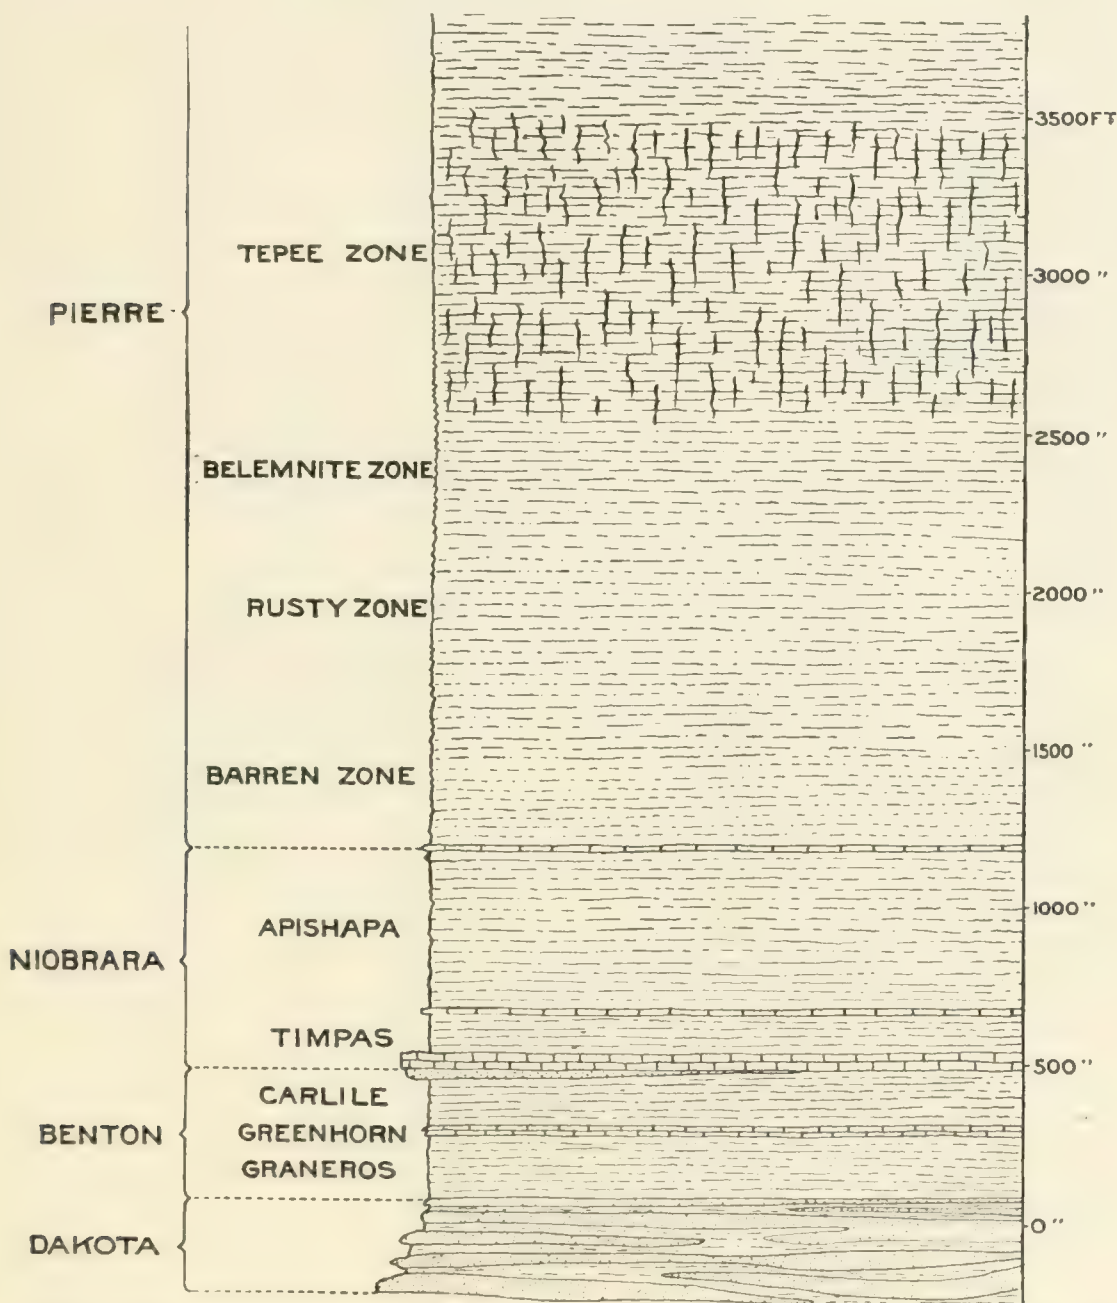 3500FT
TEPEE ZONE
3000"
PIERRE
2500"
BELEMNITE ZONE
2000"
RUSTY ZONE
1500"
BARREN ZONE
1000"
APISHAPA
NIOBRARA
TIMPAS
500"
CARLILE
BENTON
GREENHORN
GRANEROS
0"
DAKOTA